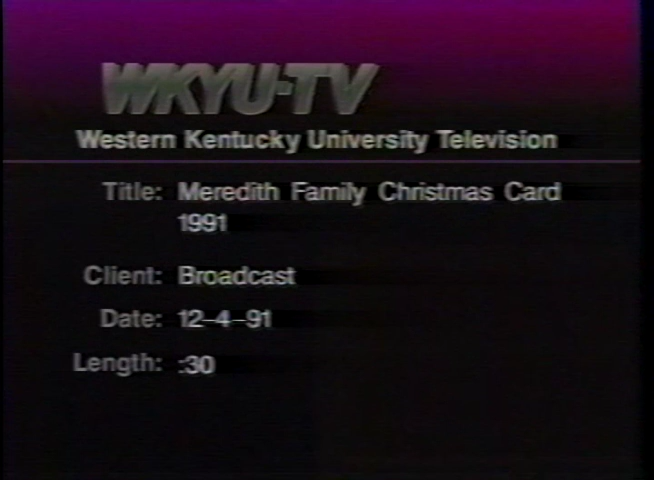 WKYU-TV
Western Kentucky University Television
Title: Meredith Family Christmas Card
1991
Client: Broadcast
Date: 12-4-91
Length: :30